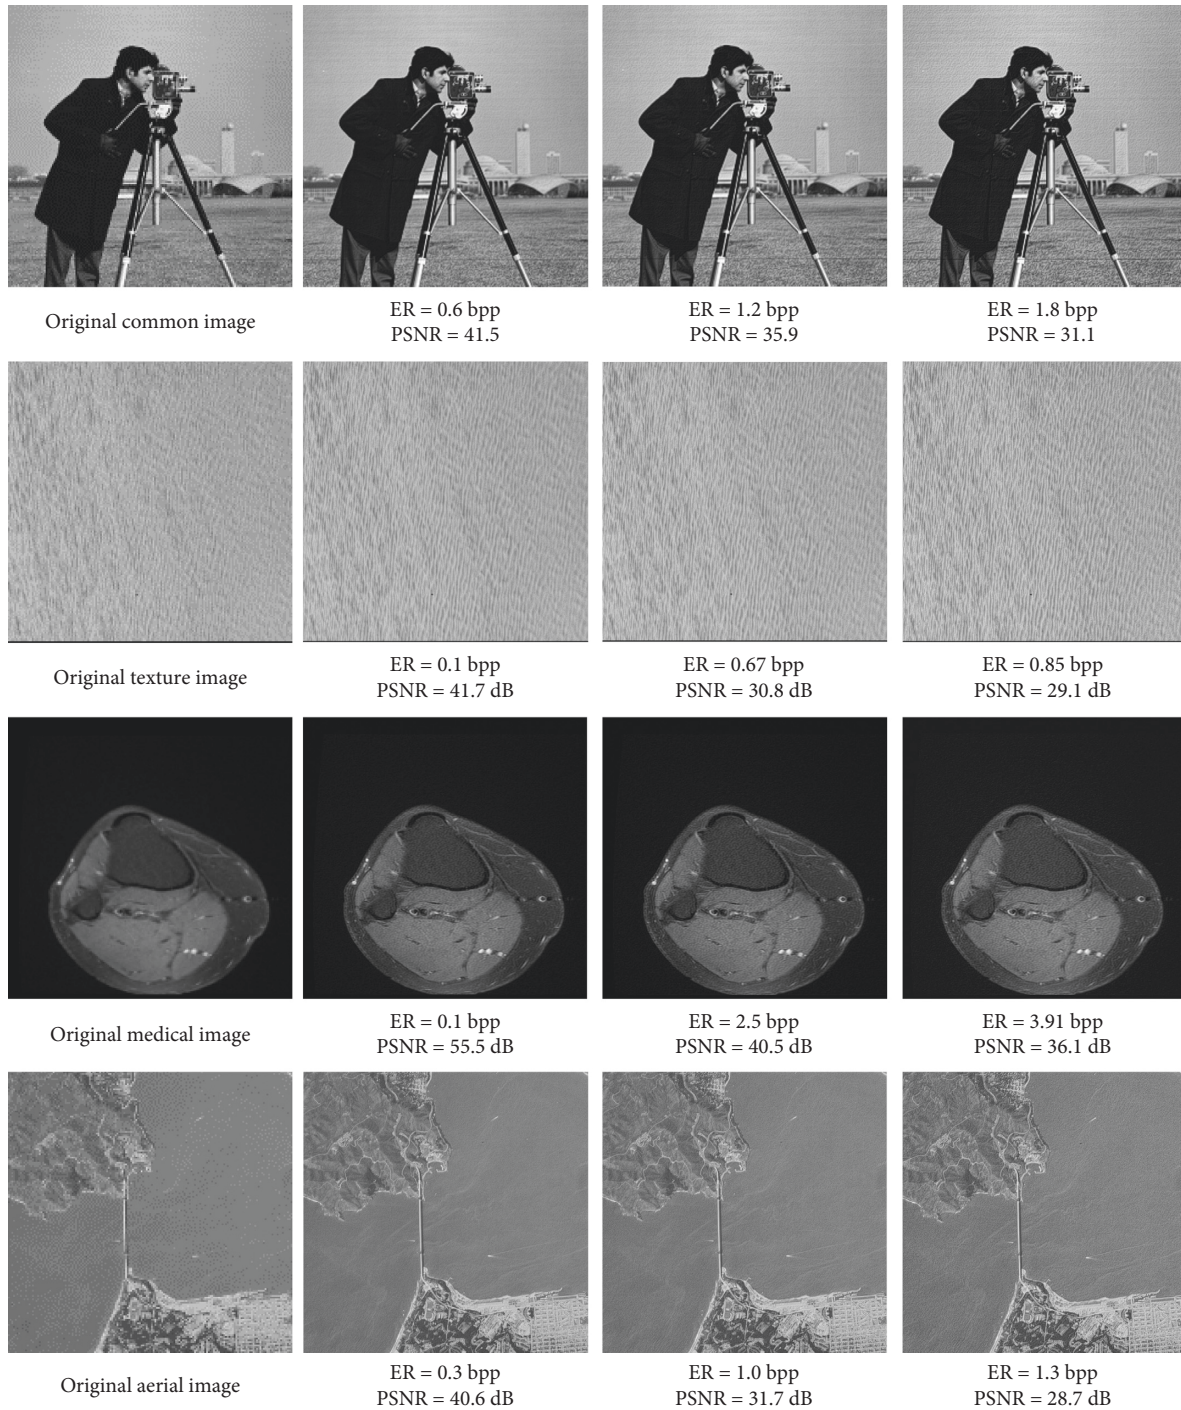 Original common image
ER = 0.6 bpp
PSNR = 41.5
ER = 1.2 bpp
PSNR = 35.9
ER = 1.8 bpp
PSNR = 31.1
Original texture image
ER = 0.1 bpp
PSNR = 41.7 dB
ER = 0.67 bpp
PSNR = 30.8 dB
ER = 0.85 bpp
PSNR = 29.1 dB
Original medical image
ER = 0.1 bpp
PSNR = 55.5 dB
ER = 2.5 bpp
PSNR = 40.5 dB
ER = 3.91 bpp
PSNR = 36.1 dB
Original aerial image
ER = 0.3 bpp
PSNR = 40.6 dB
ER = 1.0 bpp
PSNR = 31.7 dB
ER = 1.3 bpp
PSNR = 28.7 dB